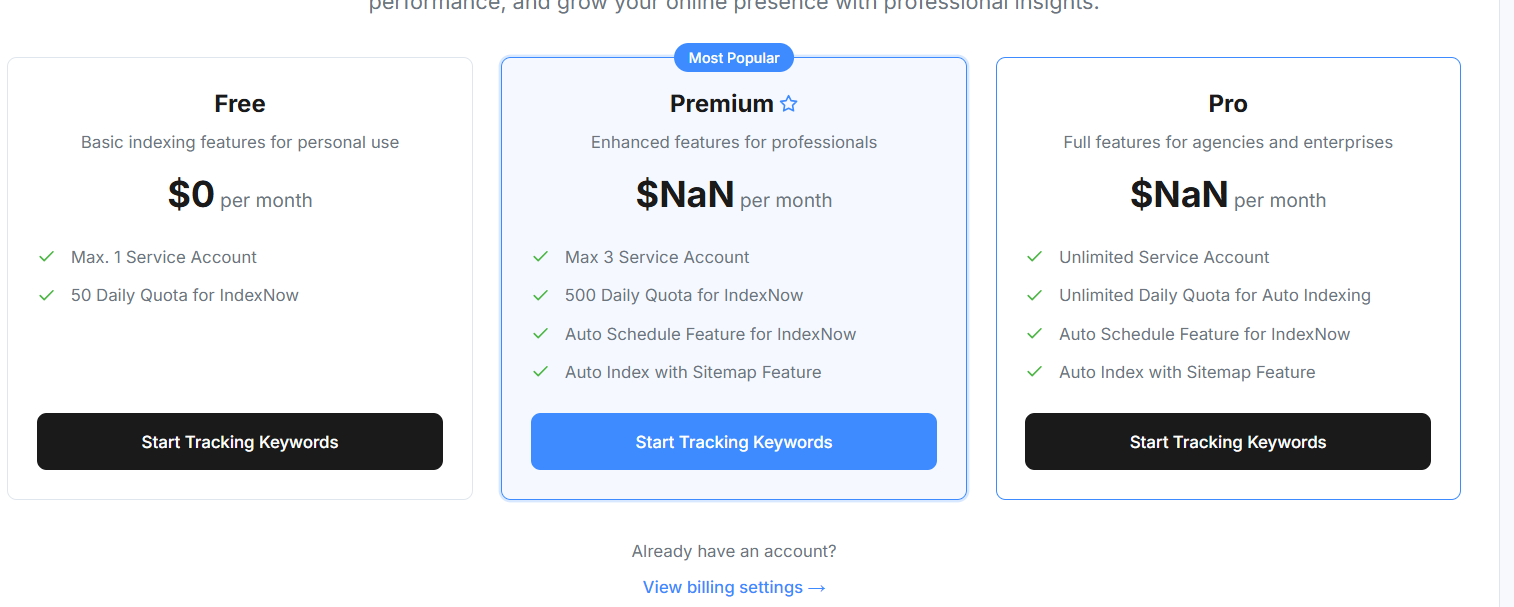 performance, and grow your online presence with professional insights.
Most Popular
Free
Basic indexing features for personal use
$0 per month
Max. 1 Service Account
50 Daily Quota for IndexNow
Start Tracking Keywords
Premium
Enhanced features for professionals
$NaN per month
Max 3 Service Account
500 Daily Quota for IndexNow
Auto Schedule Feature for IndexNow
Auto Index with Sitemap Feature
Start Tracking Keywords
Pro
Full features for agencies and enterprises
$NaN per month
Unlimited Service Account
Unlimited Daily Quota for Auto Indexing
Auto Schedule Feature for IndexNow
Auto Index with Sitemap Feature
Start Tracking Keywords
Already have an account?
View billing settings →